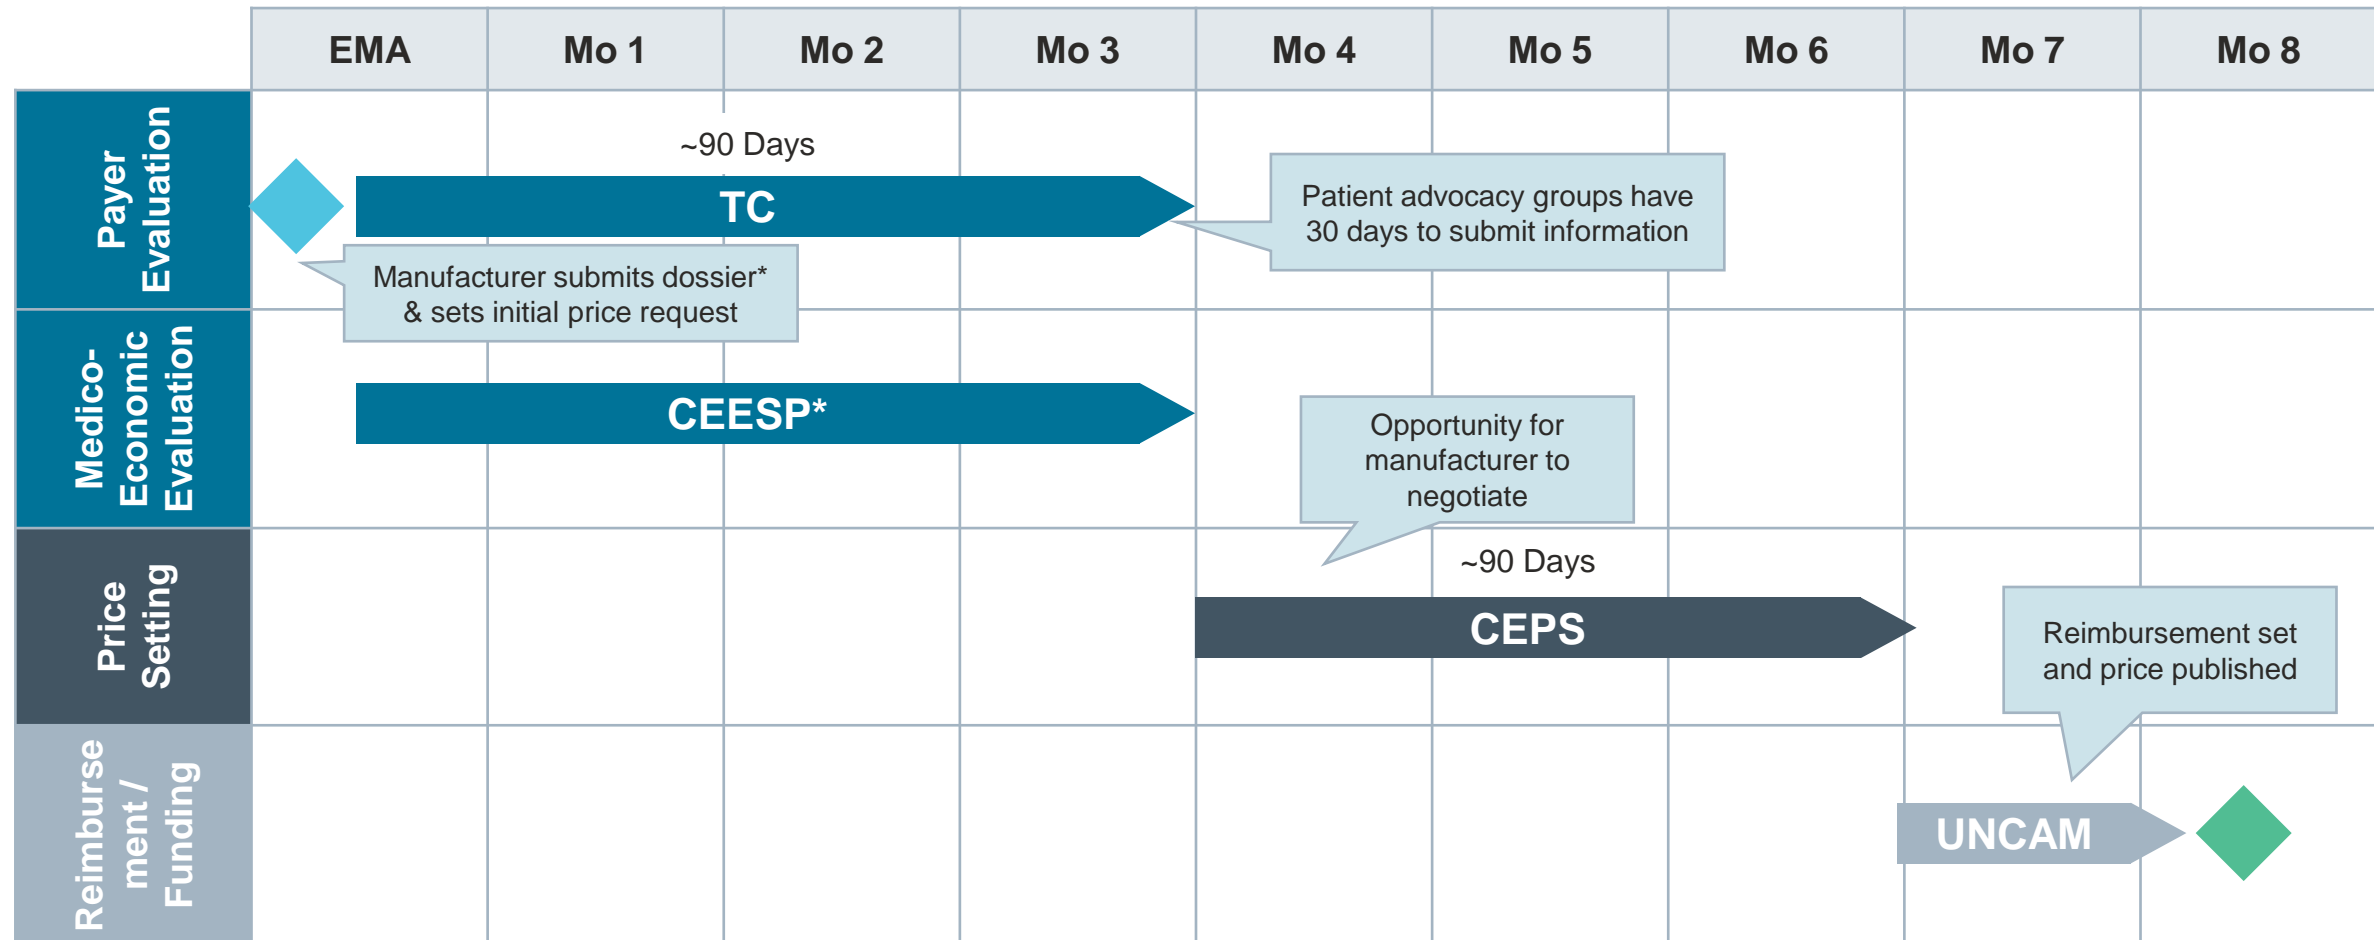 EMA Mo 1 Mo 2 Mo 3 Mo 4 Mo 5 Mo 6 Mo 7 Mo 8
Payer
Evaluation
~90 Days
TC
Patient advocacy groups have
30 days to submit information
Manufacturer submits dossier*
& sets initial price request
Medico-
Economic
Evaluation
CEESP*
Opportunity for
manufacturer to
negotiate
Price
Setting
~90 Days
CEPS
Reimbursement set
and price published
Reimburse
ment /
Funding
UNCAM